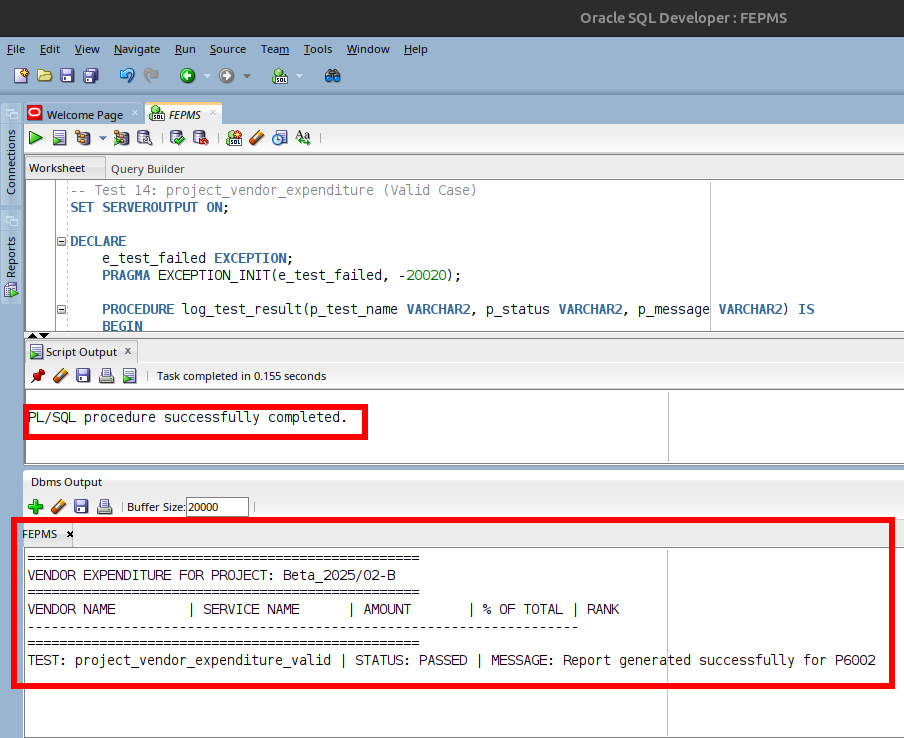 Oracle SQL Developer : FEPMS
File Edit View Navigate Run Source Team Tools Window Help
SQL
Welcome Page × SQL FEPMS ×
SQL Aa
Connections
Reports
Worksheet Query Builder
-- Test 14: project_vendor_expenditure (Valid Case)
SET SERVEROUTPUT ON;
DECLARE
e_test_failed EXCEPTION;
PRAGMA EXCEPTION_INIT(e_test_failed, -20020);
PROCEDURE log_test_result(p_test_name VARCHAR2, p_status VARCHAR2, p_message VARCHAR2) IS
BEGIN
Script Output ×
Task completed in 0.155 seconds
PL/SQL procedure successfully completed.
Dbms Output
Buffer Size: 20000
FEPMS ×
=================================================
VENDOR EXPENDITURE FOR PROJECT: Beta_2025/02-B
=================================================
VENDOR NAME | SERVICE NAME | AMOUNT | % OF TOTAL | RANK
---------------------------------------------------------------------
=================================================
TEST: project_vendor_expenditure_valid | STATUS: PASSED | MESSAGE: Report generated successfully for P6002